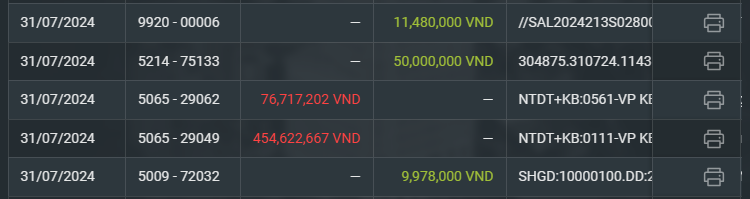 31/07/2024 9920 - 00006 — 11,480,000 VND //SAL2024213S02800
31/07/2024 5214 - 75133 — 50,000,000 VND 304875.310724.1143
31/07/2024 5065 - 29062 76,717,202 VND — NTDT+KB:0561-VP KE
31/07/2024 5065 - 29049 454,622,667 VND — NTDT+KB:0111-VP KE
31/07/2024 5009 - 72032 — 9,978,000 VND SHGD:10000100.DD:2